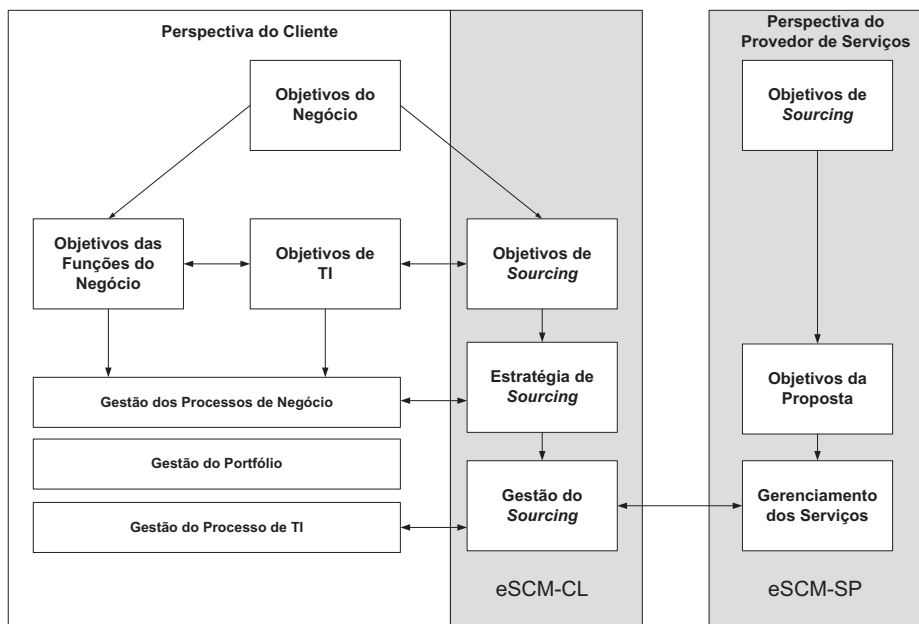 Perspectiva do Cliente
Perspectiva do
Provedor de Serviços
Objetivos do
Negócio
Objetivos de
Sourcing
Objetivos das
Funções do
Negócio
Objetivos de
TI
Objetivos de
Sourcing
Gestão dos Processos de Negócio
Estratégia de
Sourcing
Objetivos da
Proposta
Gestão do Portfólio
Gestão do Processo de TI
Gestão do
Sourcing
Gerenciamento
dos Serviços
eSCM-CL
eSCM-SP